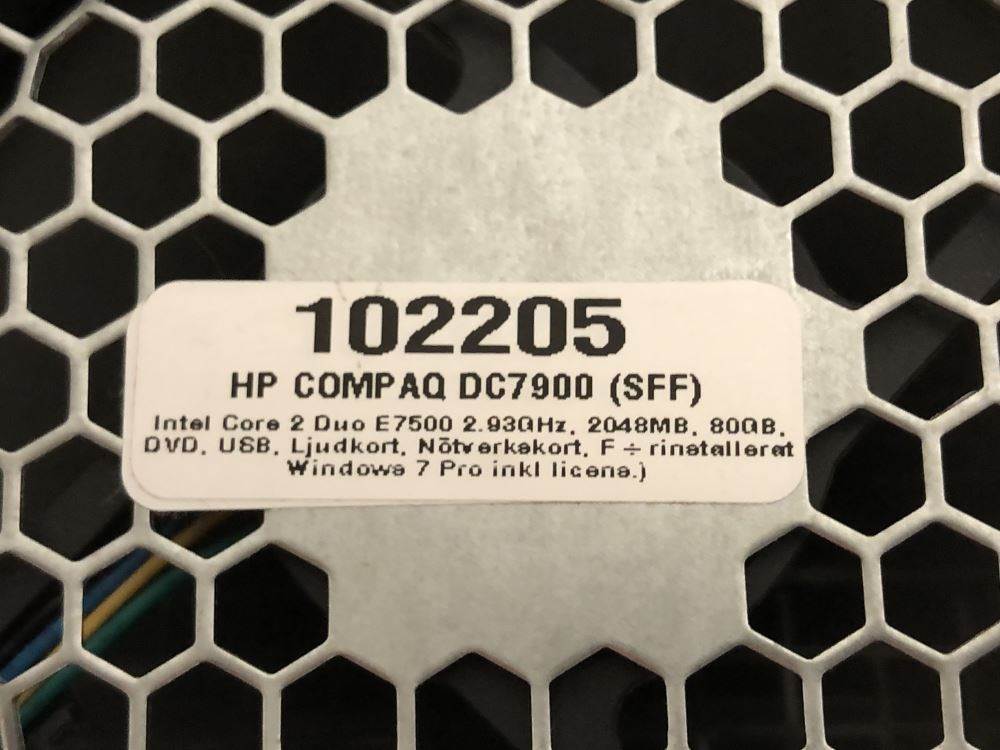 102205
HP COMPAQ DC7900 (SFF)
Intel Core 2 Duo E7500 2.93GHz, 2048MB, 80GB,
DVD, USB, Ljudkort, Nõtverkskort, F÷rinstallerat
Windows 7 Pro inkl licens.)